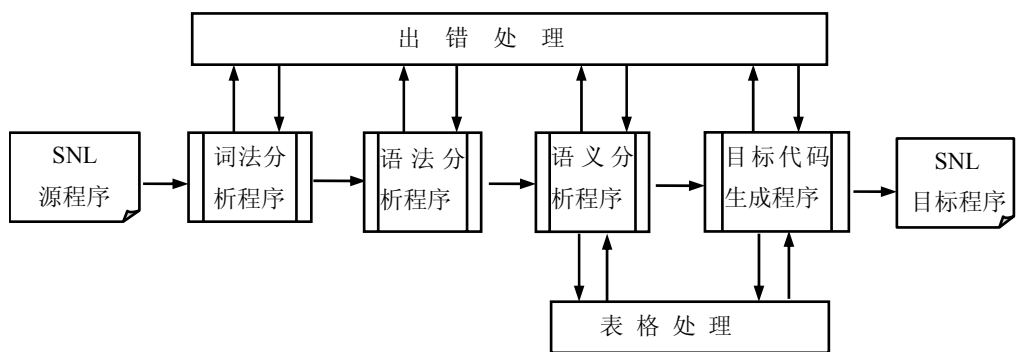 出错处理
SNL
源程序
词法分
析程序
语法分
析程序
语义分
析程序
目标代码
生成程序
SNL
目标程序
表格处理